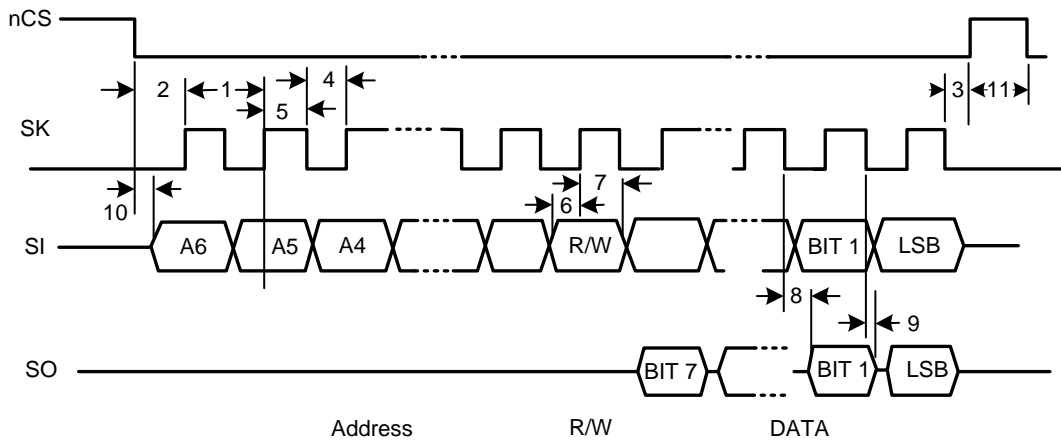 nCS
2 1 4 3 11
5
SK
7
10 6
SI A6 A5 A4 R/W BIT 1 LSB
8 9
SO BIT 7 BIT 1 LSB
Address R/W DATA